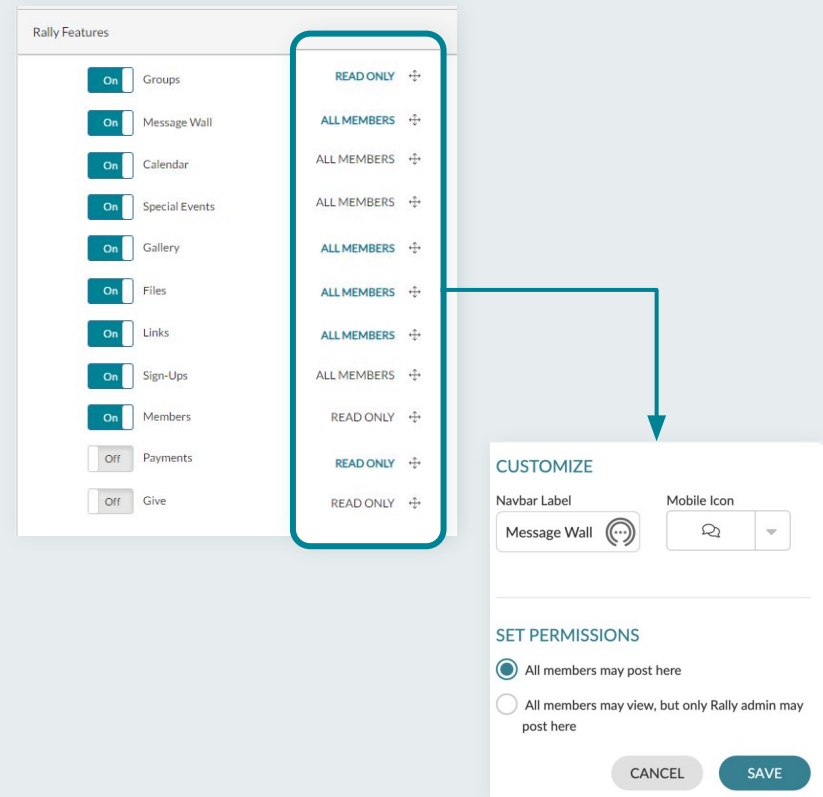 Rally Features
On Groups READ ONLY
On Message Wall ALL MEMBERS
On Calendar ALL MEMBERS
On Special Events ALL MEMBERS
On Gallery ALL MEMBERS
On Files ALL MEMBERS
On Links ALL MEMBERS
On Sign-Ups ALL MEMBERS
On Members READ ONLY
Off Payments READ ONLY
Off Give READ ONLY
CUSTOMIZE
Navbar Label Mobile Icon
Message Wall
SET PERMISSIONS
All members may post here
All members may view, but only Rally admin may
post here
CANCEL SAVE